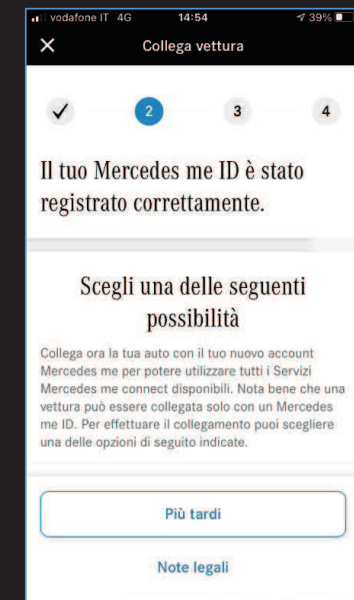 vodafone IT 4G 14:54 39%
Collega vettura
2 3 4
Il tuo Mercedes me ID è stato
registrato correttamente.
Scegli una delle seguenti
possibilità
Collega ora la tua auto con il tuo nuovo account
Mercedes me per potere utilizzare tutti i Servizi
Mercedes me connect disponibili. Nota bene che una
vettura può essere collegata solo con un Mercedes
me ID. Per effettuare il collegamento puoi scegliere
una delle opzioni di seguito indicate.
Più tardi
Note legali